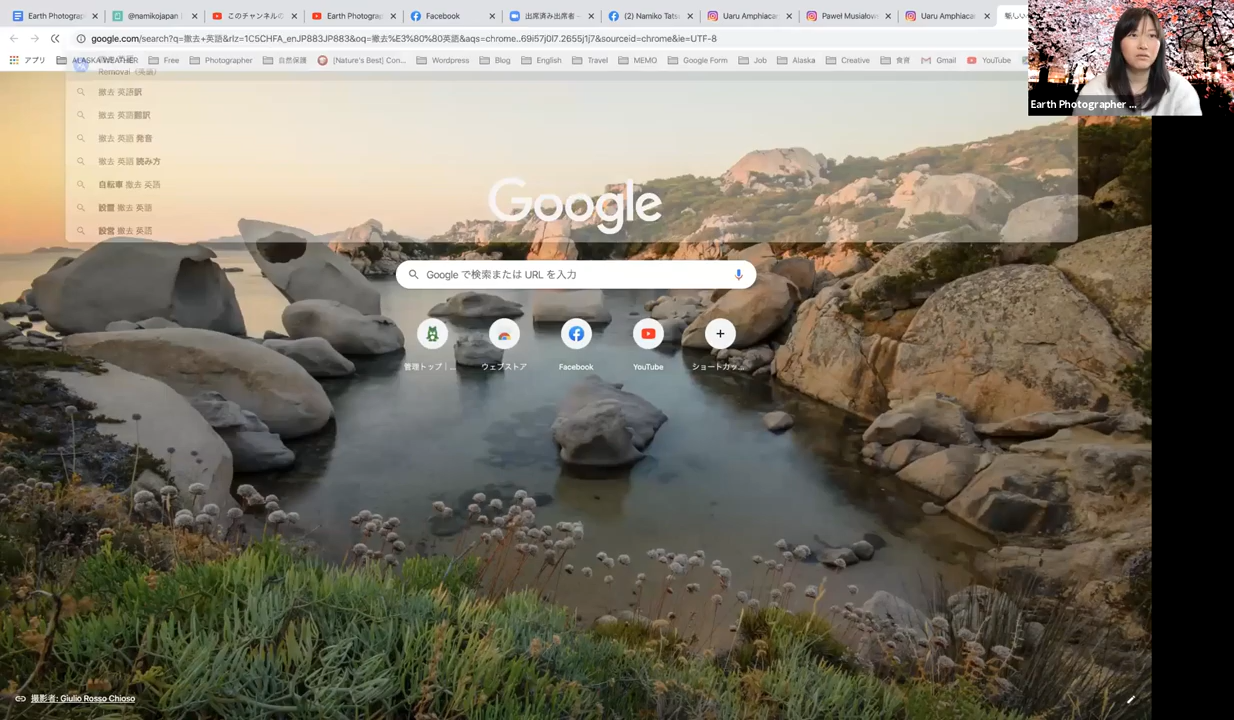 Earth Photograp
@namikojapan |
このチャンネルの
Earth Photograp
Facebook
出席済み出席者 –
(2) Namiko Tats
Uaru Amphiacar
Paweł Musiałow
Uaru Amphiacar
新しい
google.com/search?q=撤去+英語&rlz=1C5CHFA_enJP883JP883&oq=撤去%E3%80%80英語&aqs=chrome..69i57j0l7.2655j1j7&sourceid=chrome&ie=UTF-8
アプリ
ALASKA WEATHER
Free
Photographer
自然保護
[Nature's Best] Con...
Wordpress
Blog
English
Travel
MEMO
Google Form
Job
Alaska
Creative
食育
Gmail
YouTube
Removal（英語）
撤去 英語訳
撤去 英語翻訳
撤去 英語 発音
撤去 英語 読み方
自転車 撤去 英語
設置 撤去 英語
設営 撤去 英語
Earth Photographer ...
Google
Google で検索または URL を入力
管理トップ｜...
ウェブストア
Facebook
YouTube
ショートカッ...
撮影者: Giulio Rosso Chioso